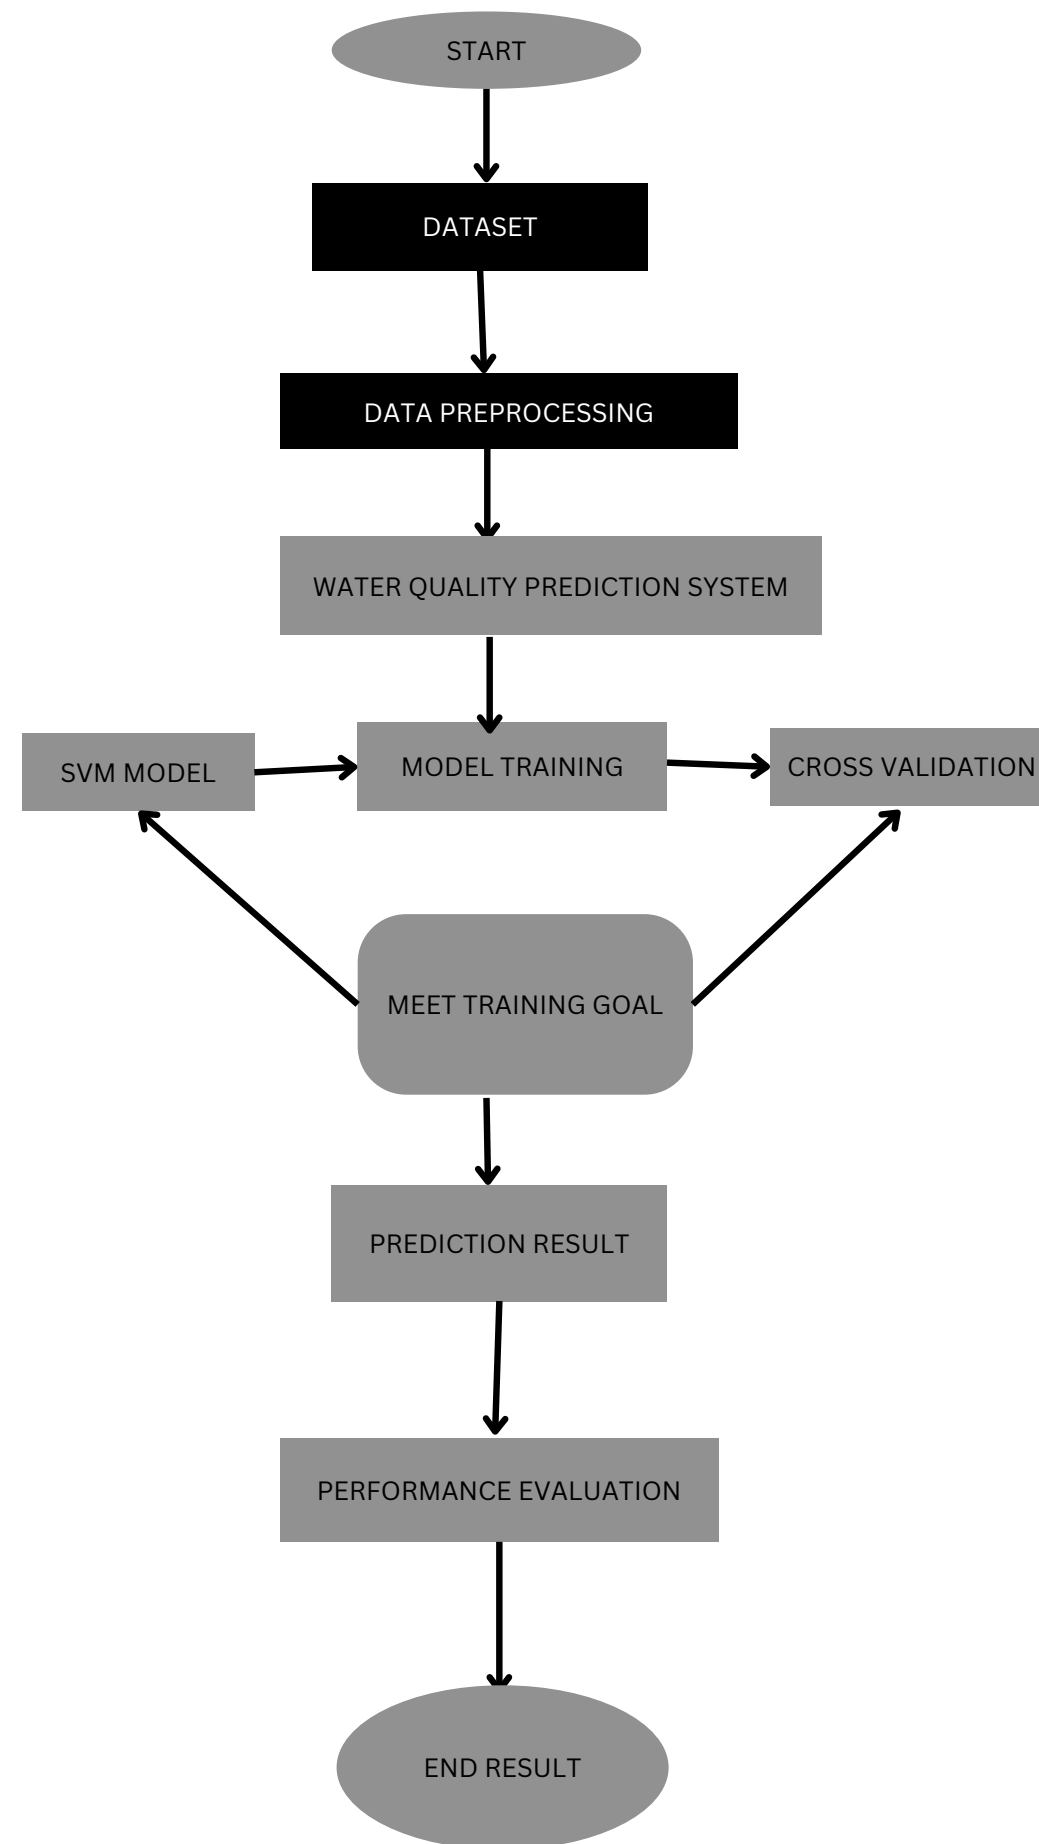 START
DATASET
DATA PREPROCESSING
WATER QUALITY PREDICTION SYSTEM
SVM MODEL
MODEL TRAINING
CROSS VALIDATION
MEET TRAINING GOAL
PREDICTION RESULT
PERFORMANCE EVALUATION
END RESULT